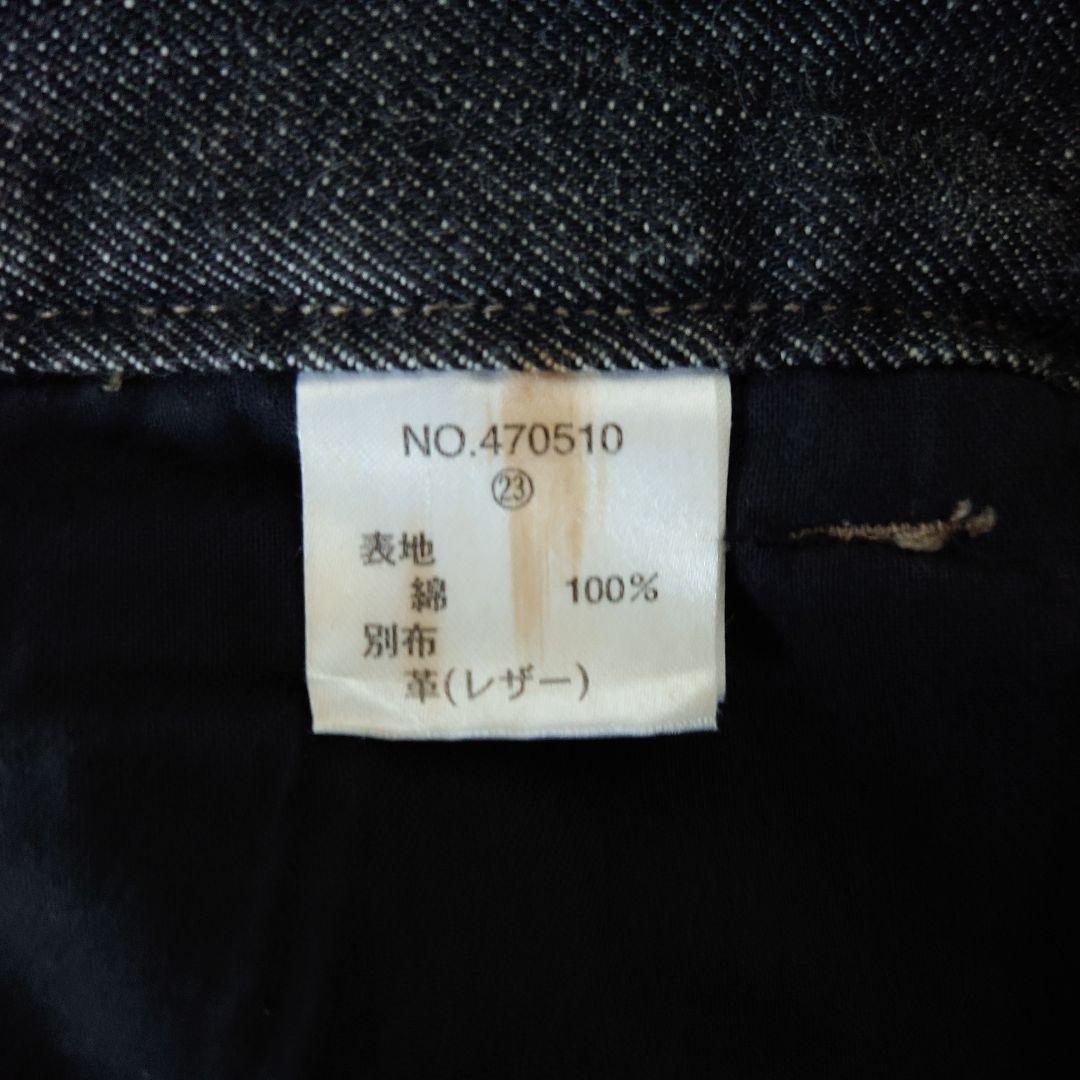 NO.470510
㉓
表地
綿 100%
別布
革(レザー)